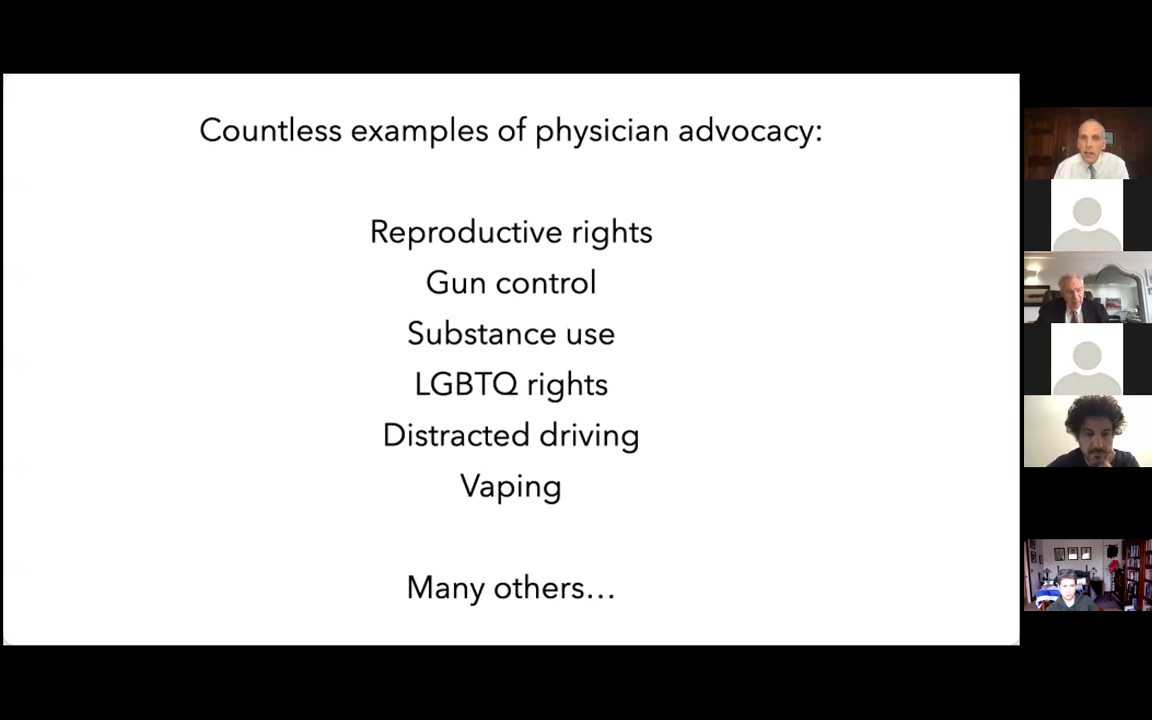 Countless examples of physician advocacy:
Reproductive rights
Gun control
Substance use
LGBTQ rights
Distracted driving
Vaping
Many others…